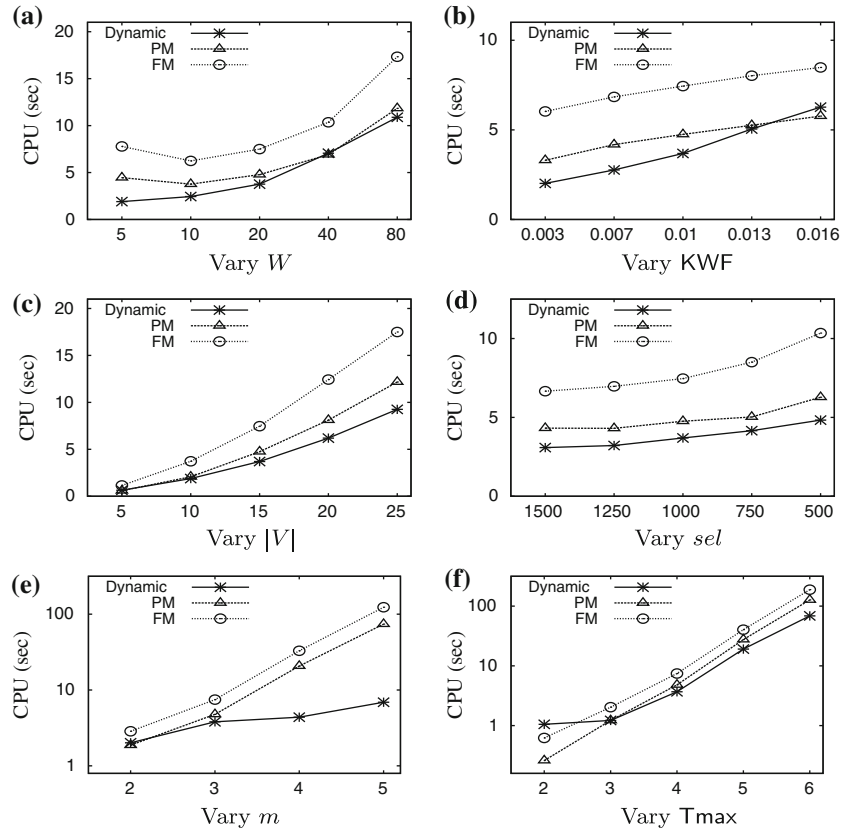 (a)
20
15
10
5
0
CPU (sec)
Dynamic
PM
FM
5 10 20 40 80
Vary W
(b)
10
5
0
CPU (sec)
Dynamic
PM
FM
0.003 0.007 0.01 0.013 0.016
Vary KWF
(c)
20
15
10
5
0
CPU (sec)
Dynamic
PM
FM
5 10 15 20 25
Vary |V|
(d)
10
5
0
CPU (sec)
Dynamic
PM
FM
1500 1250 1000 750 500
Vary sel
(e)
100
10
1
CPU (sec)
Dynamic
PM
FM
2 3 4 5
Vary m
(f)
100
10
1
CPU (sec)
Dynamic
PM
FM
2 3 4 5 6
Vary Tmax